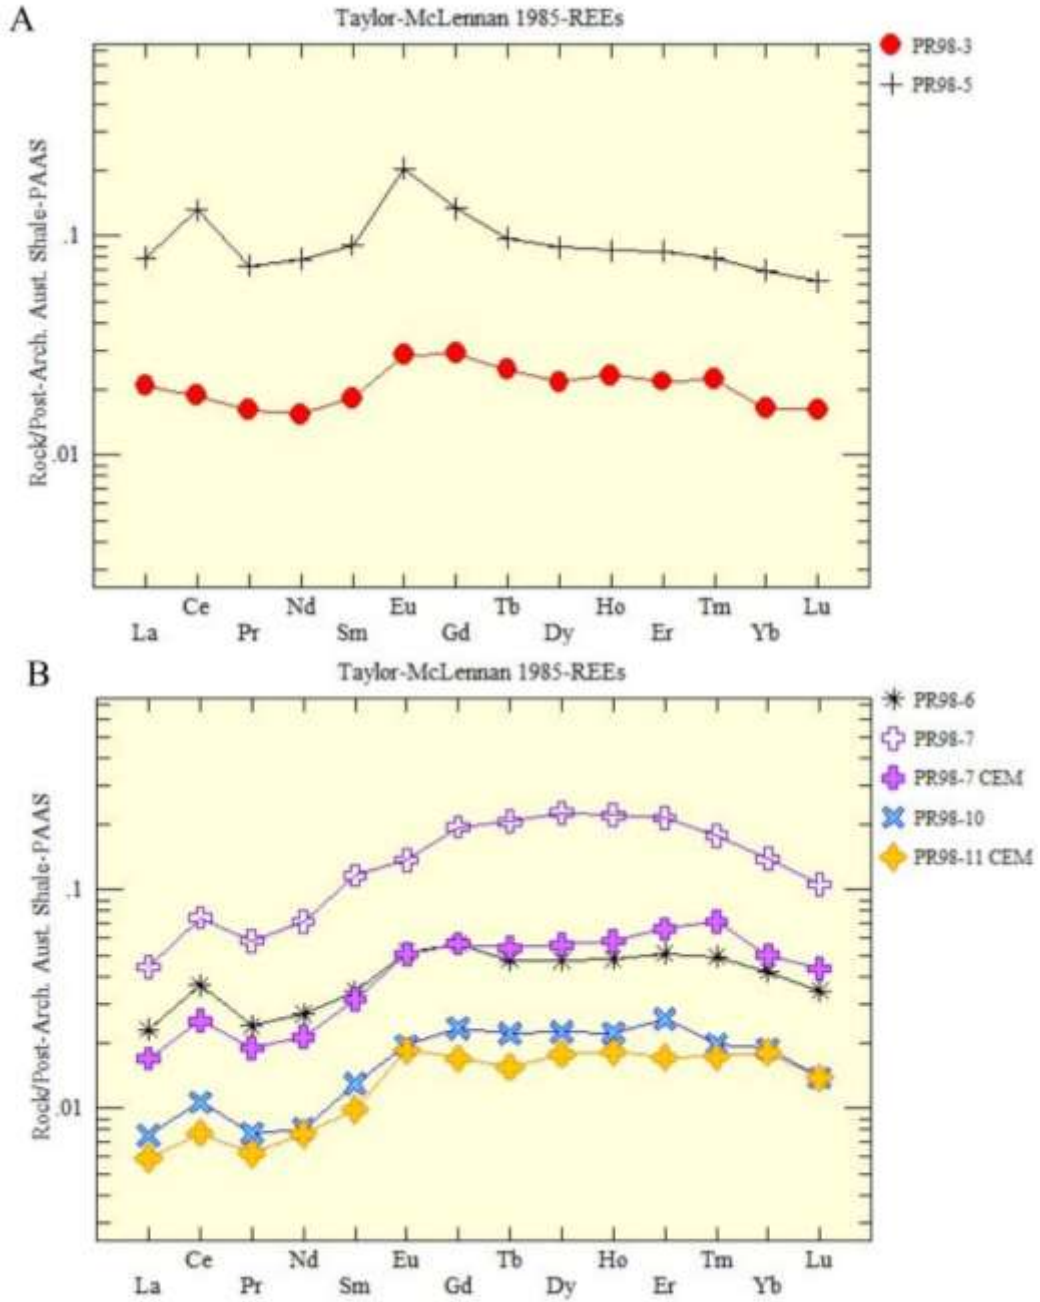 A
Taylor-McLennan 1985-REEs
PR98-3
PR98-5
Rock/Post-Arch. Aust. Shale-PAAS
.1
.01
Ce Nd Eu Tb Ho Tm Lu
La Pr Sm Gd Dy Er Yb
B
Taylor-McLennan 1985-REEs
PR98-6
PR98-7
PR98-7 CEM
PR98-10
PR98-11 CEM
Rock/Post-Arch. Aust. Shale-PAAS
.1
.01
Ce Nd Eu Tb Ho Tm Lu
La Pr Sm Gd Dy Er Yb